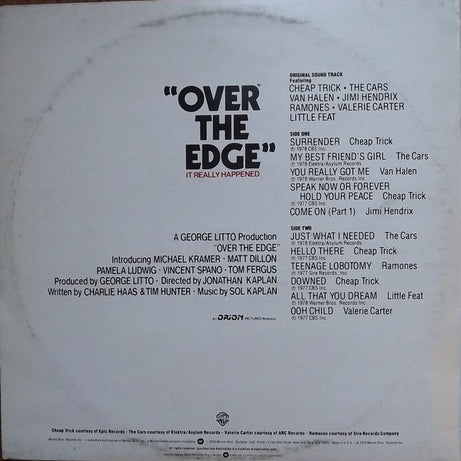 "OVER
THE
EDGE"
IT REALLY HAPPENED.
A GEORGE LITTO Production
"OVER THE EDGE"
Introducing MICHAEL KRAMER • MATT DILLON
PAMELA LUDWIG • VINCENT SPANO • TOM FERGUS
Produced by GEORGE LITTO • Directed by JONATHAN KAPLAN
Written by CHARLIE HAAS & TIM HUNTER • Music by SOL KAPLAN
an ORION PICTURES Release
ORIGINAL SOUND TRACK
Featuring
CHEAP TRICK • THE CARS
VAN HALEN • JIMI HENDRIX
RAMONES • VALERIE CARTER
LITTLE FEAT
SIDE ONE
SURRENDER Cheap Trick
℗ 1978 CBS Inc.
MY BEST FRIEND'S GIRL The Cars
℗ 1978 Elektra/Asylum Records
YOU REALLY GOT ME Van Halen
℗ 1978 Warner Bros. Records Inc.
SPEAK NOW OR FOREVER
HOLD YOUR PEACE Cheap Trick
℗ 1977 CBS Inc.
COME ON (Part 1) Jimi Hendrix
SIDE TWO
JUST WHAT I NEEDED The Cars
℗ 1978 Elektra/Asylum Records
HELLO THERE Cheap Trick
℗ 1977 CBS Inc.
TEENAGE LOBOTOMY Ramones
℗ 1977 Sire Records Inc.
DOWNED Cheap Trick
℗ 1977 CBS Inc.
ALL THAT YOU DREAM Little Feat
OOH CHILD Valerie Carter
℗ 1977 CBS Inc.
Cheap Trick courtesy of Epic Records • The Cars courtesy of Elektra/Asylum Records • Valerie Carter courtesy of ARC Records • Ramones courtesy of Sire Records Company